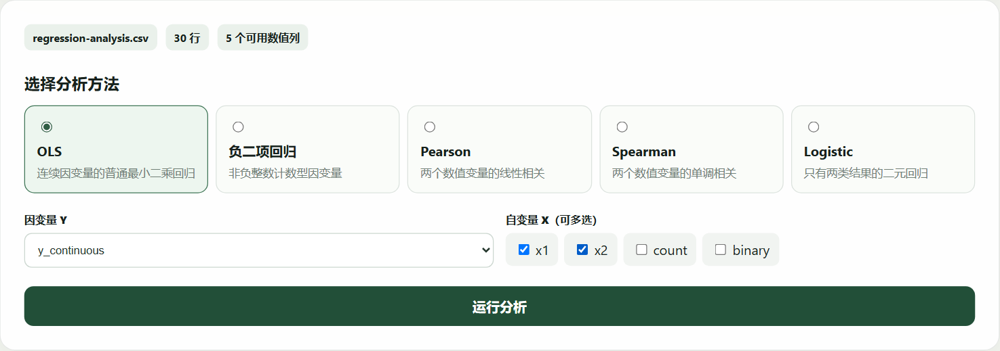 regression-analysis.csv 30 行 5 个可用数值列
选择分析方法
OLS
连续因变量的普通最小二乘回归
负二项回归
非负整数计数型因变量
Pearson
两个数值变量的线性相关
Spearman
两个数值变量的单调相关
Logistic
只有两类结果的二元回归
因变量 Y
y_continuous
自变量 X（可多选）
x1 x2 count binary
运行分析